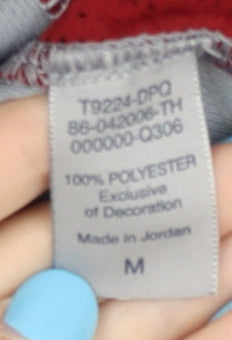 T9224-DPQ
86-042006-TH
000000-Q306
100% POLYESTER
Exclusive
of Decoration
Made in Jordan
M